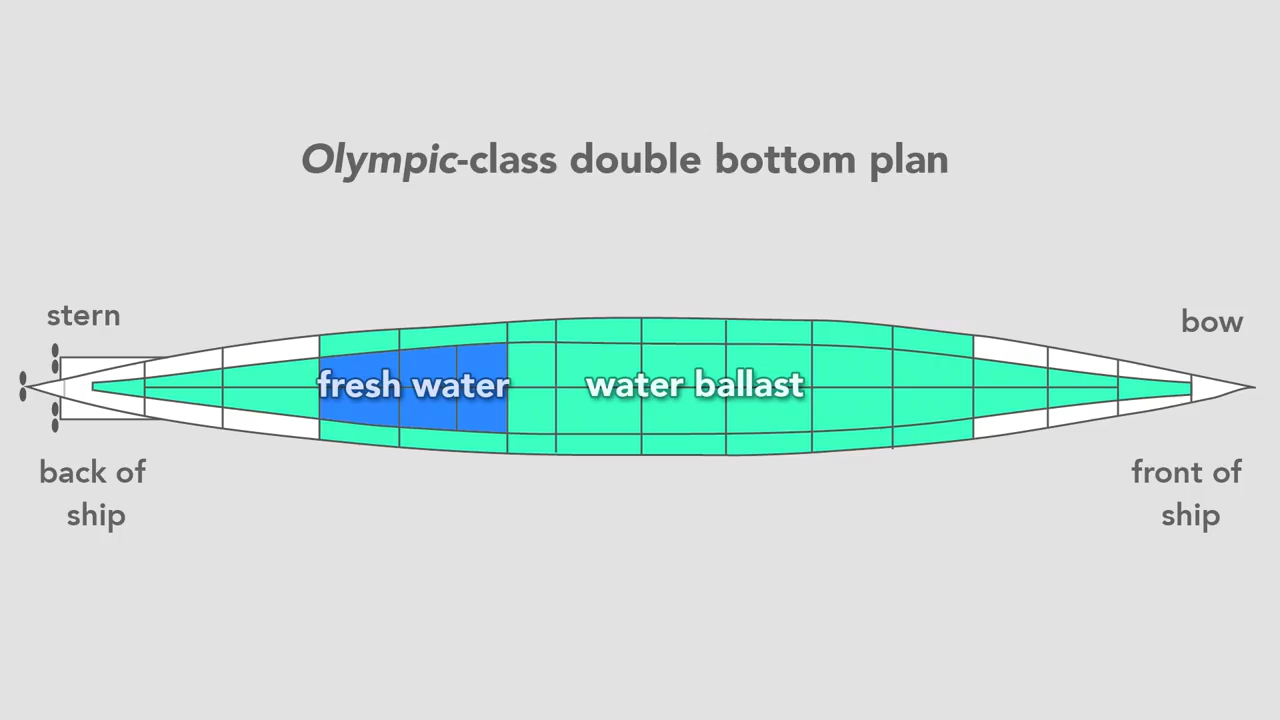 Olympic-class double bottom plan
stern
bow
fresh water
water ballast
back of
ship
front of
ship